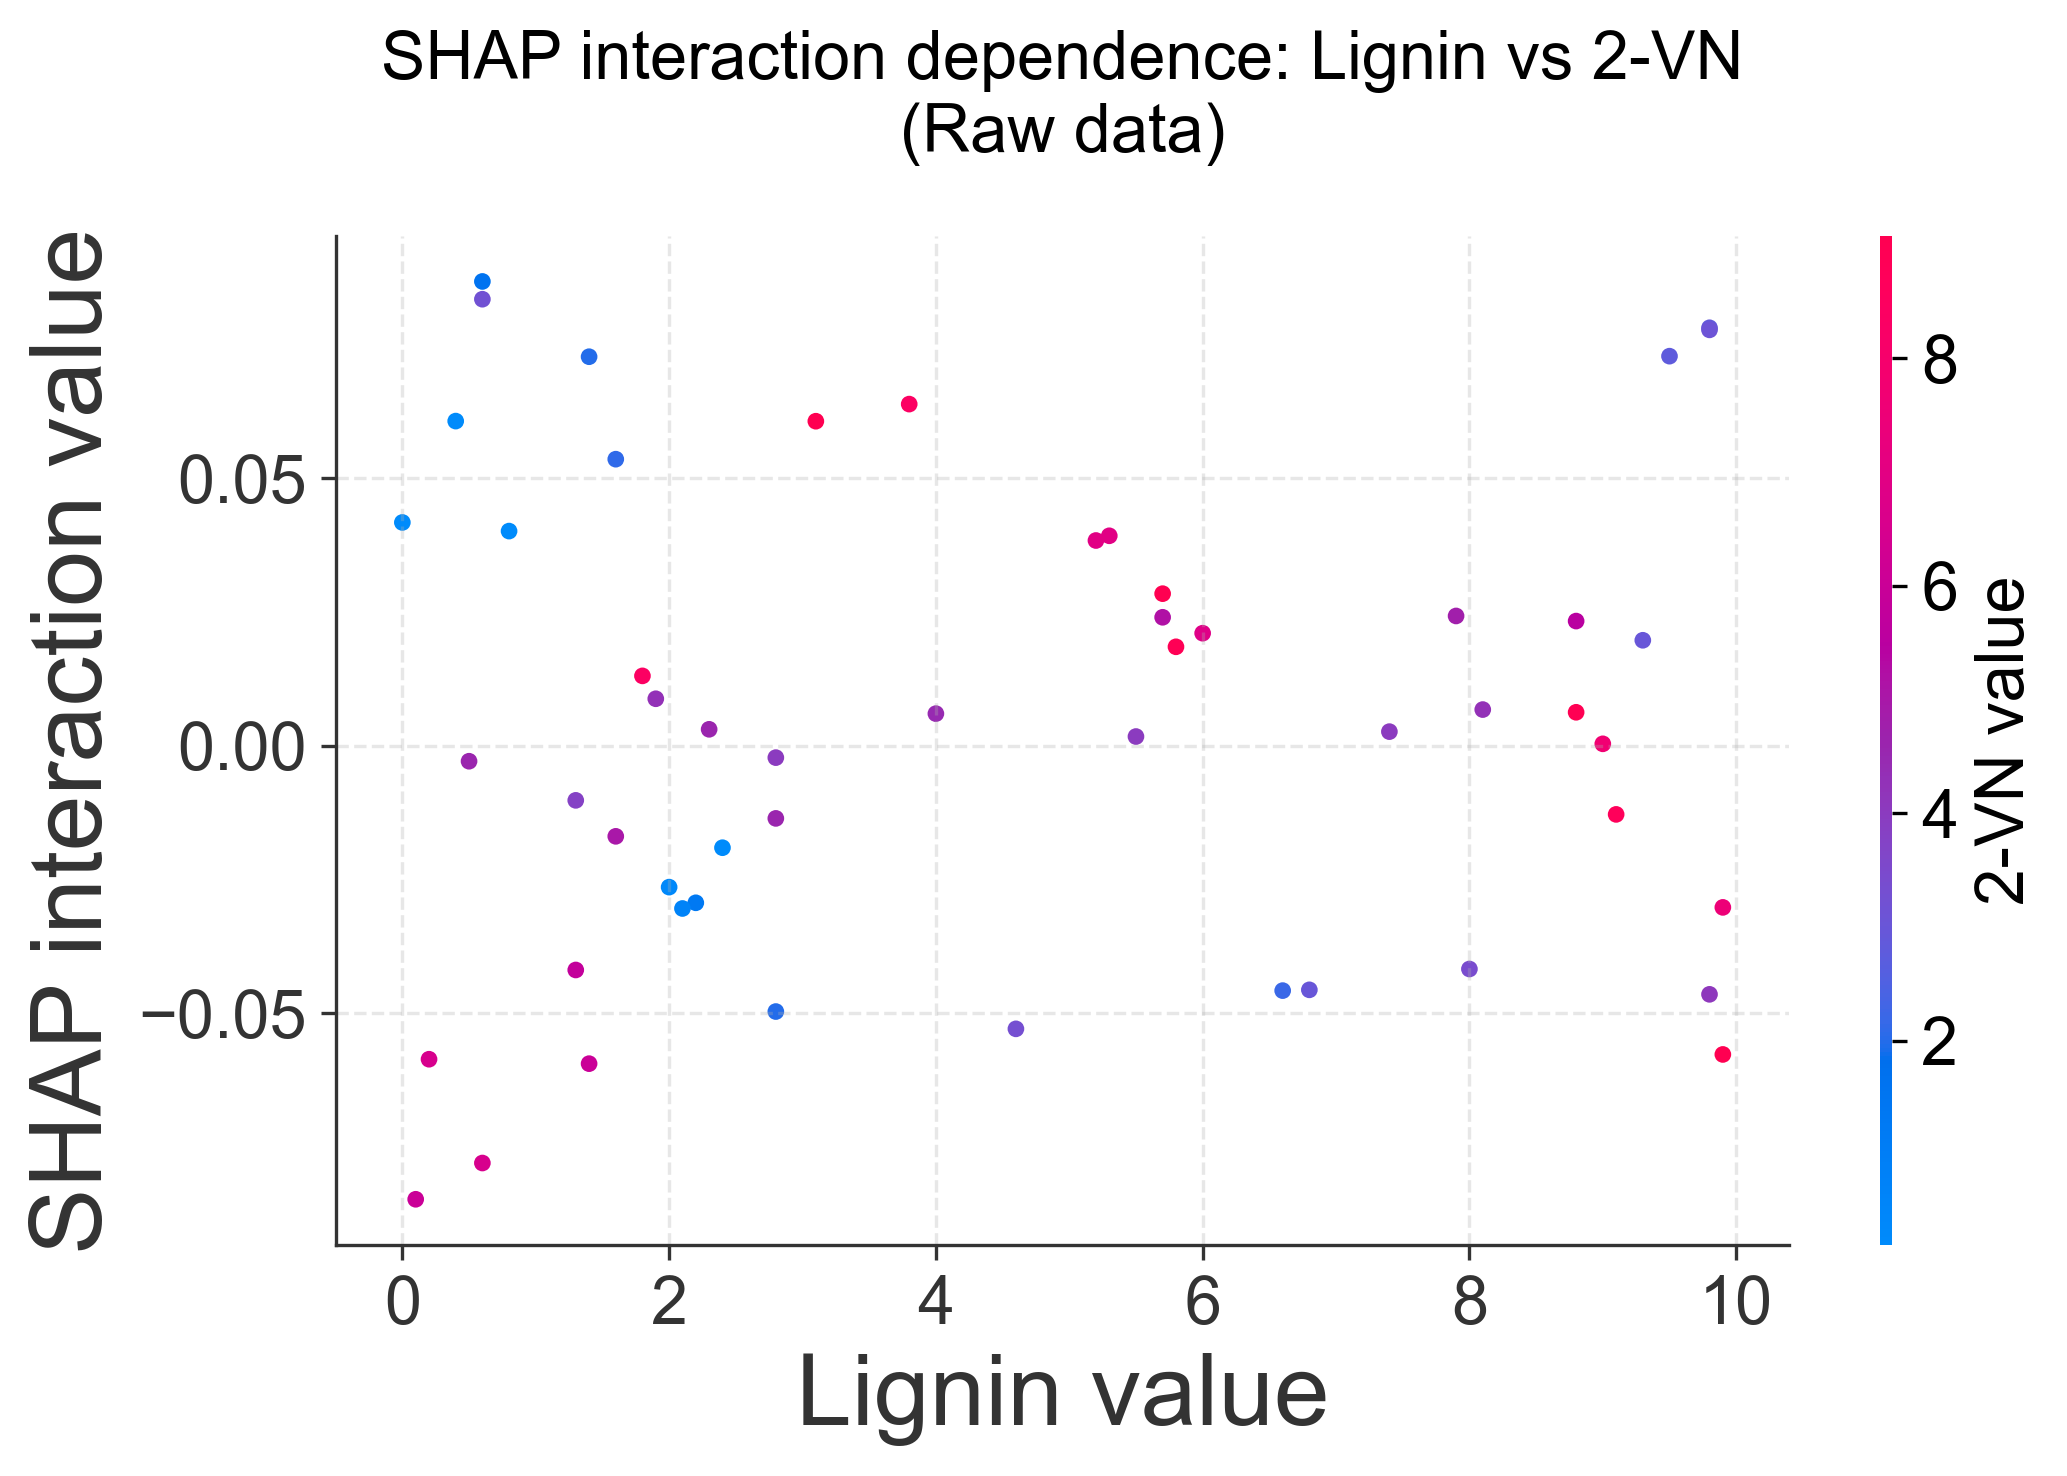 SHAP interaction dependence: Lignin vs 2-VN
(Raw data)
SHAP interaction value
0.05
0.00
−0.05
0 2 4 6 8 10
Lignin value
8
6
4
2
2-VN value